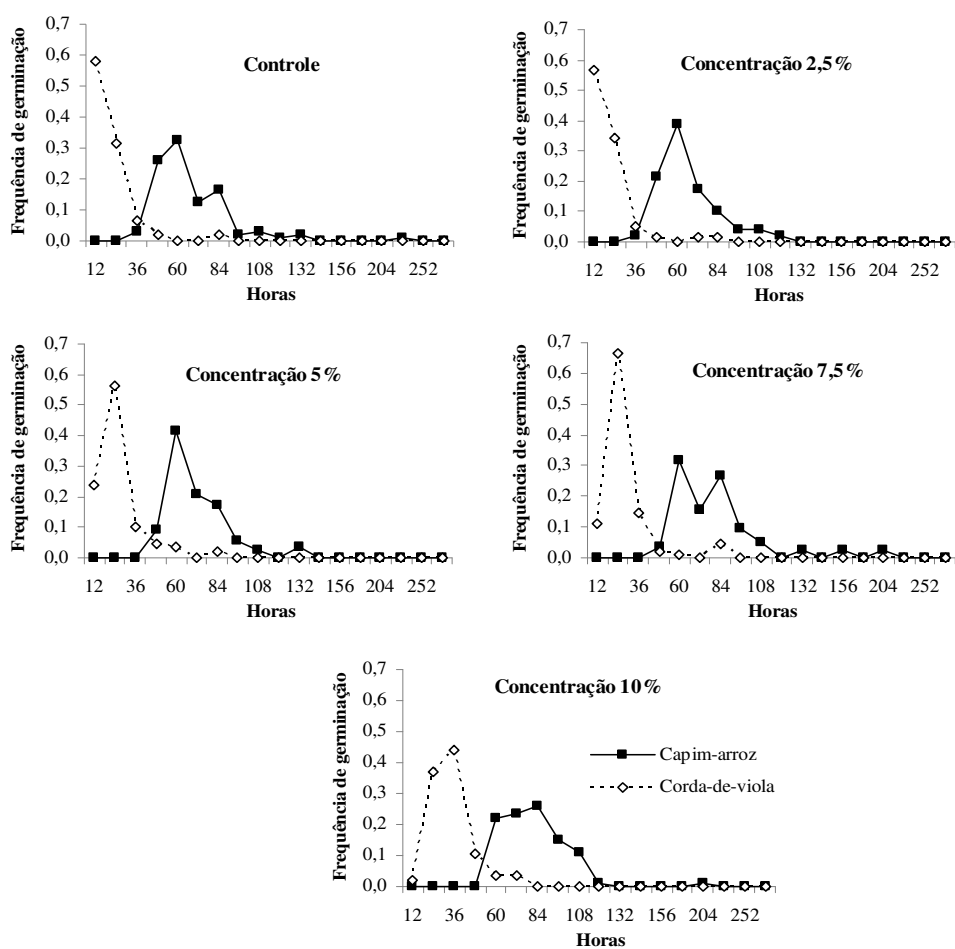 Controle
Frequência de germinação
0,7
0,6
0,5
0,4
0,3
0,2
0,1
0,0
12 36 60 84 108 132 156 204 252
Horas
Concentração 2,5%
Frequência de germinação
0,7
0,6
0,5
0,4
0,3
0,2
0,1
0,0
12 36 60 84 108 132 156 204 252
Horas
Concentração 5%
Frequência de germinação
0,7
0,6
0,5
0,4
0,3
0,2
0,1
0,0
12 36 60 84 108 132 156 204 252
Horas
Concentração 7,5%
Frequência de germinação
0,7
0,6
0,5
0,4
0,3
0,2
0,1
0,0
12 36 60 84 108 132 156 204 252
Horas
Concentração 10%
Frequência de germinação
0,7
0,6
0,5
0,4
0,3
0,2
0,1
0,0
Capim-arroz
Corda-de-viola
12 36 60 84 108 132 156 204 252
Horas